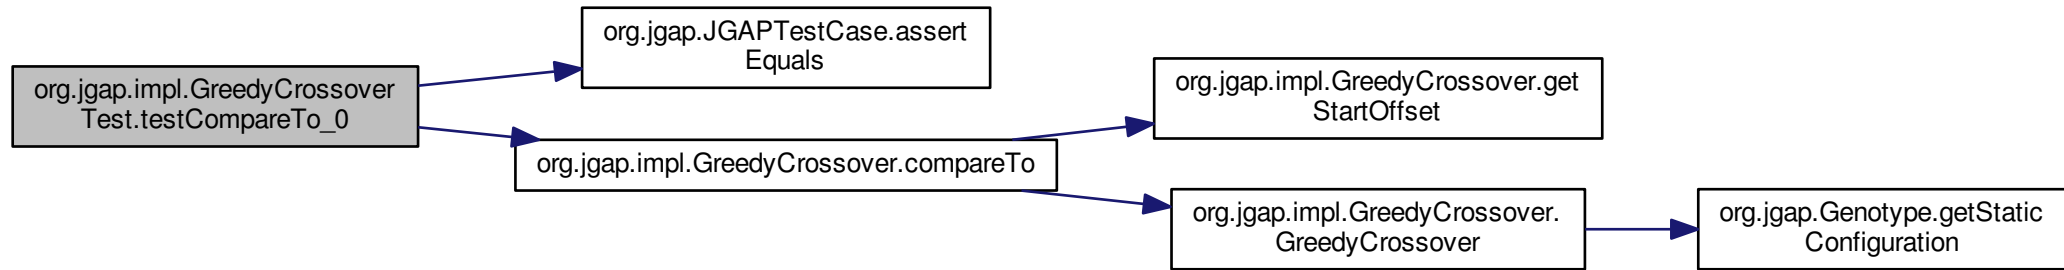 org.jgap.impl.GreedyCrossover
Test.testCompareTo_0
org.jgap.JGAPTestCase.assert
Equals
org.jgap.impl.GreedyCrossover.compareTo
org.jgap.impl.GreedyCrossover.get
StartOffset
org.jgap.impl.GreedyCrossover.
GreedyCrossover
org.jgap.Genotype.getStatic
Configuration